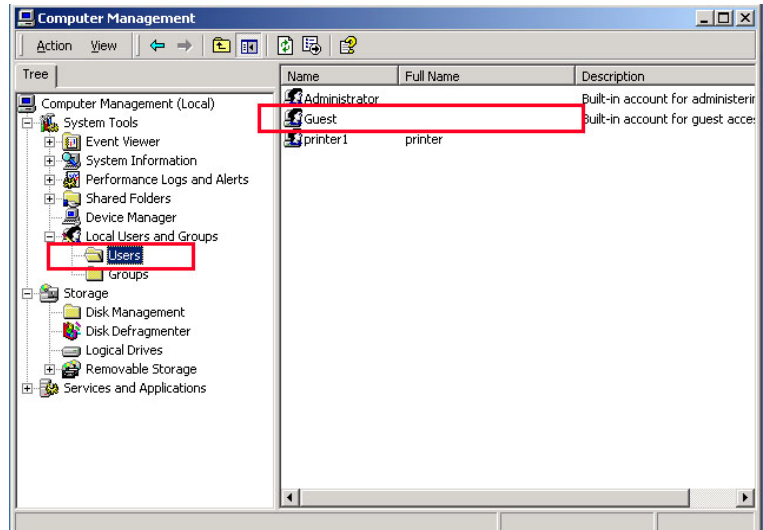 Computer Management
Action View
Tree
Name Full Name Description
Computer Management (Local)
System Tools
Event Viewer
System Information
Performance Logs and Alerts
Shared Folders
Device Manager
Local Users and Groups
Users
Groups
Storage
Disk Management
Disk Defragmenter
Logical Drives
Removable Storage
Services and Applications
Administrator Built-in account for administerin
Guest Built-in account for guest acces
printer1 printer